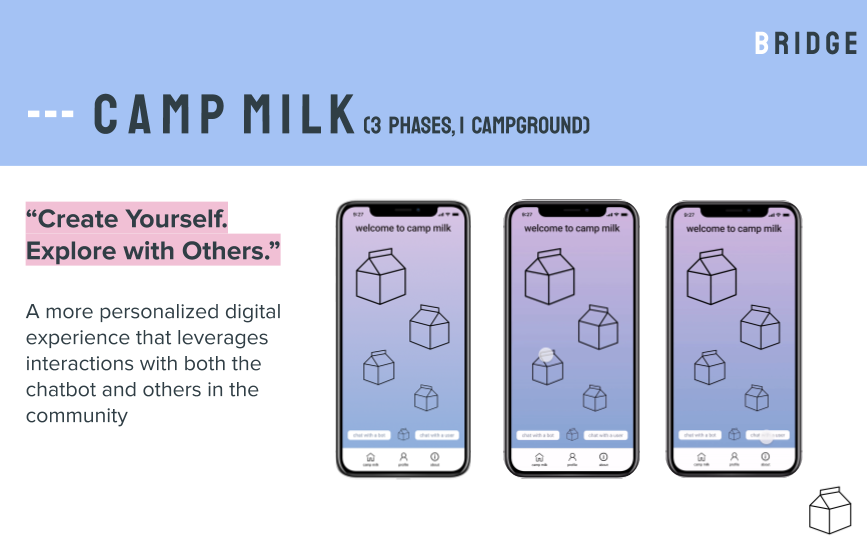 BRIDGE
--- CAMP MILK (3 PHASES, 1 CAMPGROUND)
“Create Yourself.
Explore with Others.”
A more personalized digital
experience that leverages
interactions with both the
chatbot and others in the
community
9:27
welcome to camp milk
chat with a bot
chat with a user
camp milk profile about
9:27
welcome to camp milk
chat with a bot
chat with a user
camp milk profile about
9:27
welcome to camp milk
chat with a bot
chat
camp milk profile about